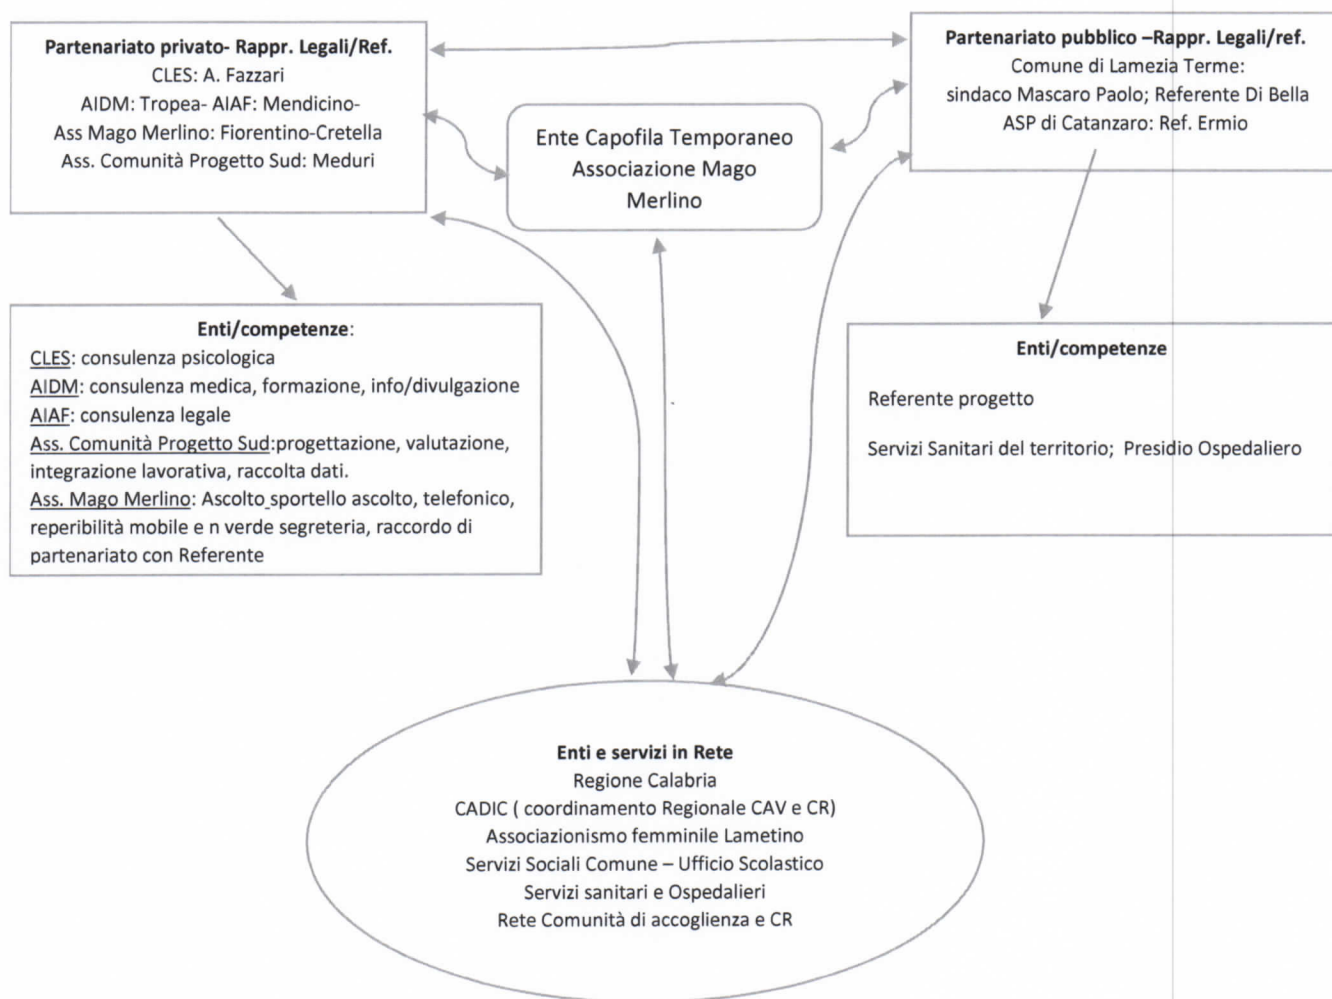 Partenariato privato- Rappr. Legali/Ref.
CLES: A. Fazzari
AIDM: Tropea- AIAF: Mendicino-
Ass Mago Merlino: Fiorentino-Cretella
Ass. Comunità Progetto Sud: Meduri
Ente Capofila Temporaneo
Associazione Mago
Merlino
Partenariato pubblico –Rappr. Legali/ref.
Comune di Lamezia Terme:
sindaco Mascaro Paolo; Referente Di Bella
ASP di Catanzaro: Ref. Ermio
Enti/competenze:
CLES: consulenza psicologica
AIDM: consulenza medica, formazione, info/divulgazione
AIAF: consulenza legale
Ass. Comunità Progetto Sud:progettazione, valutazione,
integrazione lavorativa, raccolta dati.
Ass. Mago Merlino: Ascolto sportello ascolto, telefonico,
reperibilità mobile e n verde segreteria, raccordo di
partenariato con Referente
Enti/competenze
Referente progetto
Servizi Sanitari del territorio; Presidio Ospedaliero
Enti e servizi in Rete
Regione Calabria
CADIC ( coordinamento Regionale CAV e CR)
Associazionismo femminile Lametino
Servizi Sociali Comune – Ufficio Scolastico
Servizi sanitari e Ospedalieri
Rete Comunità di accoglienza e CR